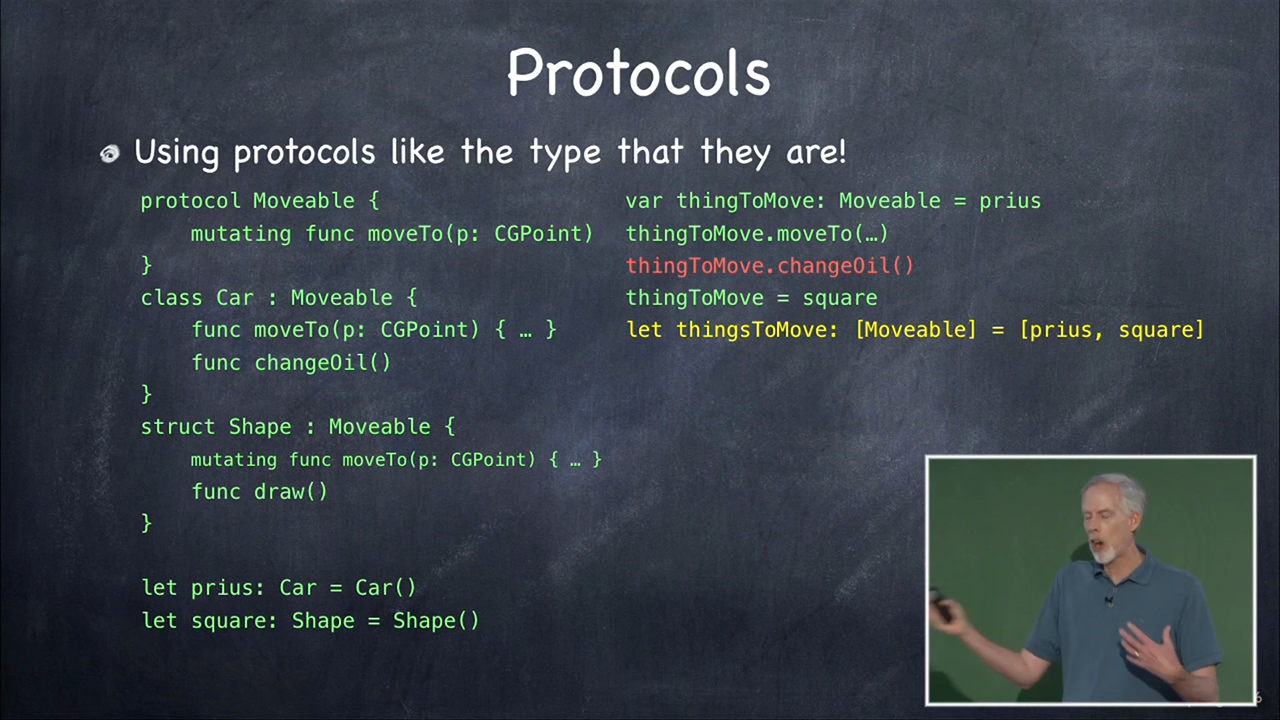 Protocols
Using protocols like the type that they are!
protocol Moveable {
mutating func moveTo(p: CGPoint)
}
class Car : Moveable {
func moveTo(p: CGPoint) { … }
func changeOil()
}
struct Shape : Moveable {
mutating func moveTo(p: CGPoint) { … }
func draw()
}
let prius: Car = Car()
let square: Shape = Shape()
var thingToMove: Moveable = prius
thingToMove.moveTo(…)
thingToMove.changeOil()
thingToMove = square
let thingsToMove: [Moveable] = [prius, square]